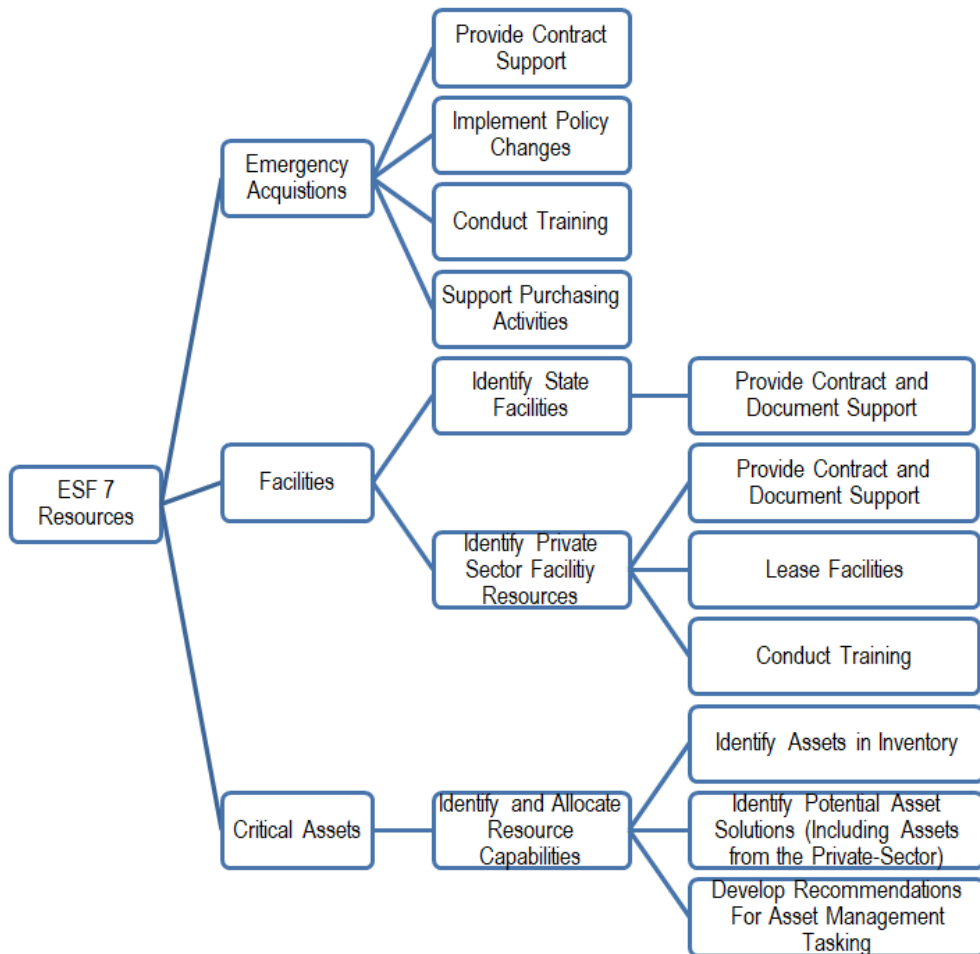 Provide Contract
Support
Implement Policy
Changes
Emergency
Acquistions
Conduct Training
Support Purchasing
Activities
Identify State
Facilities
Provide Contract and
Document Support
ESF 7
Resources
Facilities
Provide Contract and
Document Support
Identify Private
Sector Facilitiy
Resources
Lease Facilities
Conduct Training
Identify Assets in Inventory
Critical Assets
Identify and Allocate
Resource
Capabilities
Identify Potential Asset
Solutions (Including Assets
from the Private-Sector)
Develop Recommendations
For Asset Management
Tasking